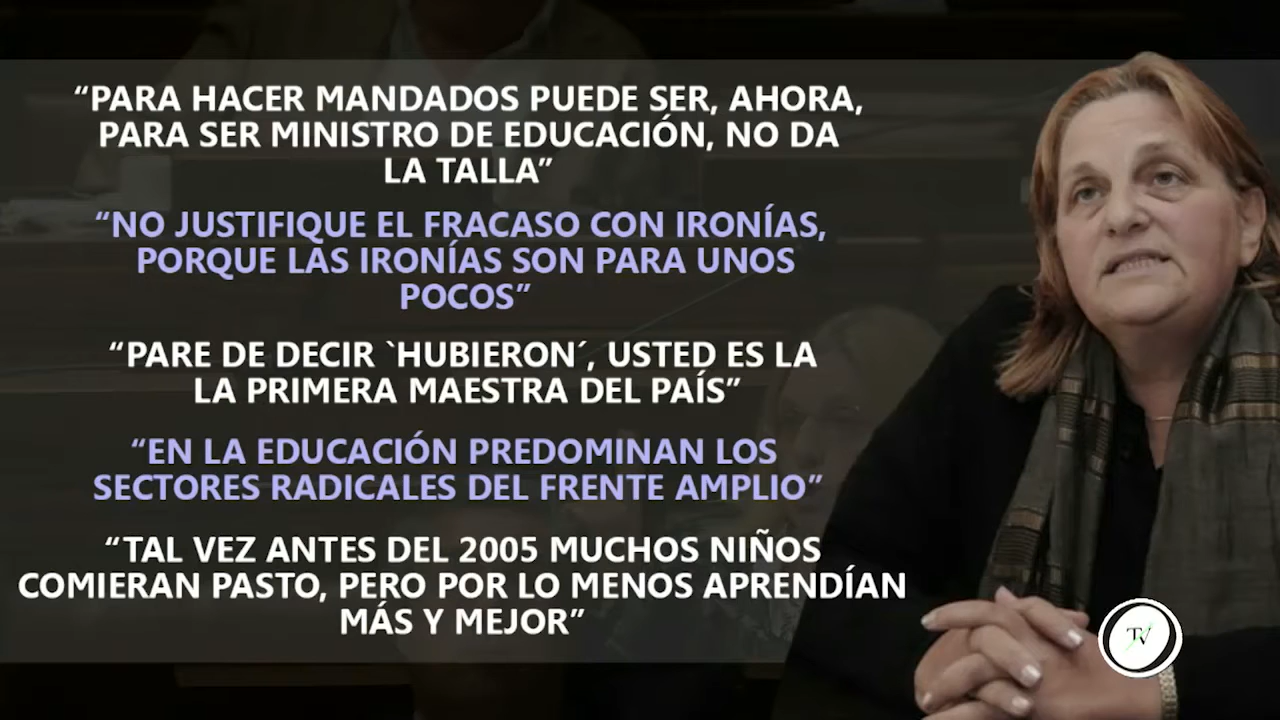 “PARA HACER MANDADOS PUEDE SER, AHORA,
PARA SER MINISTRO DE EDUCACIÓN, NO DA
LA TALLA”
“NO JUSTIFIQUE EL FRACASO CON IRONÍAS,
PORQUE LAS IRONÍAS SON PARA UNOS
POCOS”
“PARE DE DECIR `HUBIERON´, USTED ES LA
LA PRIMERA MAESTRA DEL PAÍS”
“EN LA EDUCACIÓN PREDOMINAN LOS
SECTORES RADICALES DEL FRENTE AMPLIO”
“TAL VEZ ANTES DEL 2005 MUCHOS NIÑOS
COMIERAN PASTO, PERO POR LO MENOS APRENDÍAN
MÁS Y MEJOR”
TV